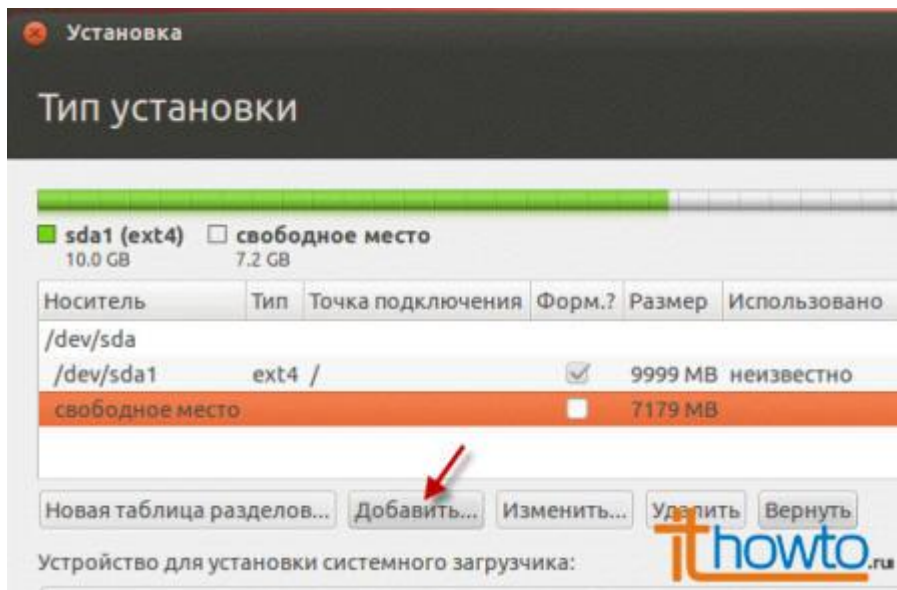 Установка
Тип установки
sda1 (ext4) свободное место
10.0 GB 7.2 GB
Носитель Тип Точка подключения Форм.? Размер Использовано
/dev/sda
/dev/sda1 ext4 / 9999 MB неизвестно
свободное место 7179 MB
Новая таблица разделов... Добавить... Изменить... Удалить Вернуть
Устройство для установки системного загрузчика:
ithowto.ru